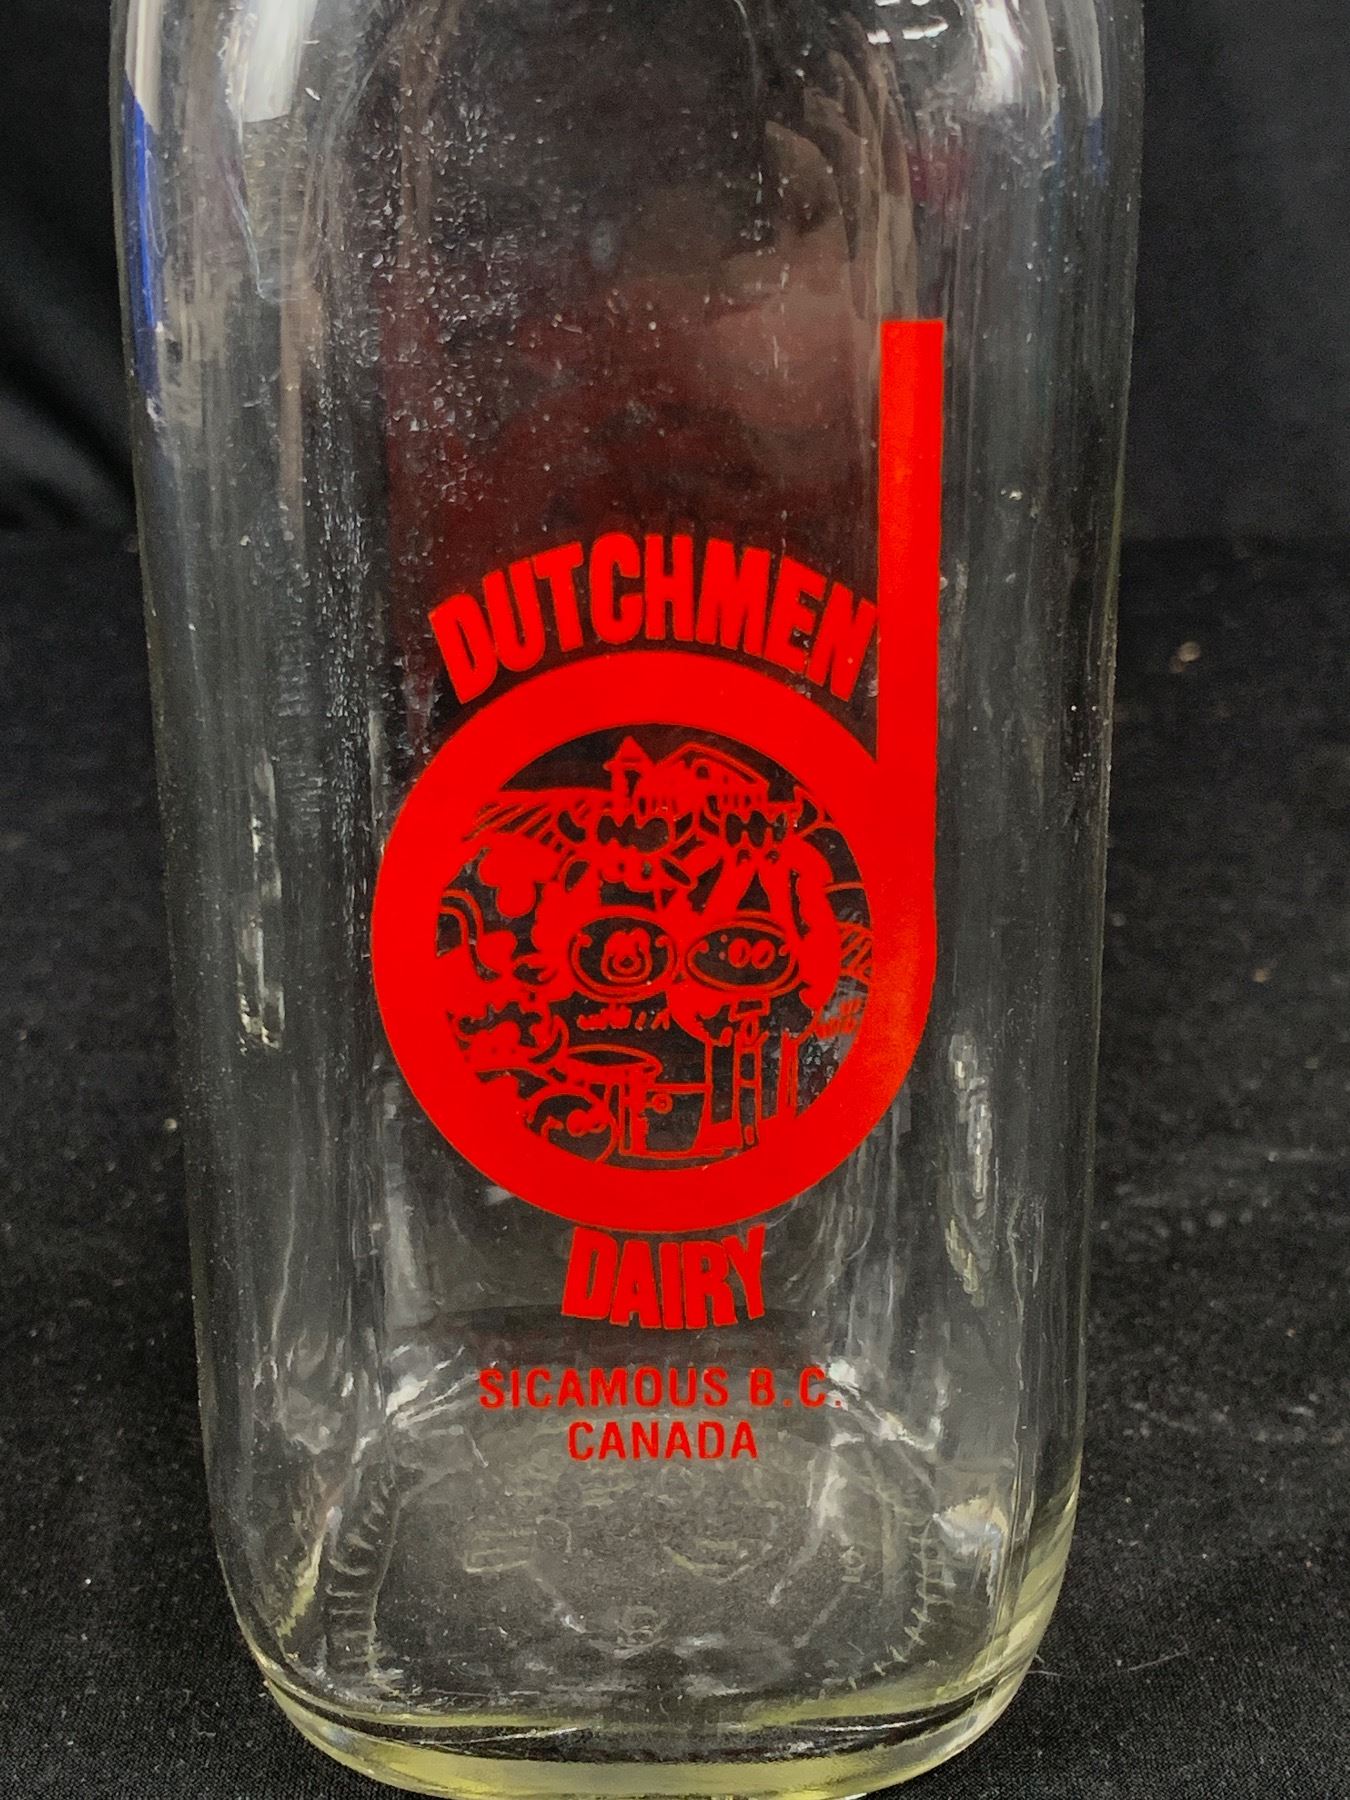 DUTCHMEN
DAIRY
SICAMOUS B.C.
CANADA